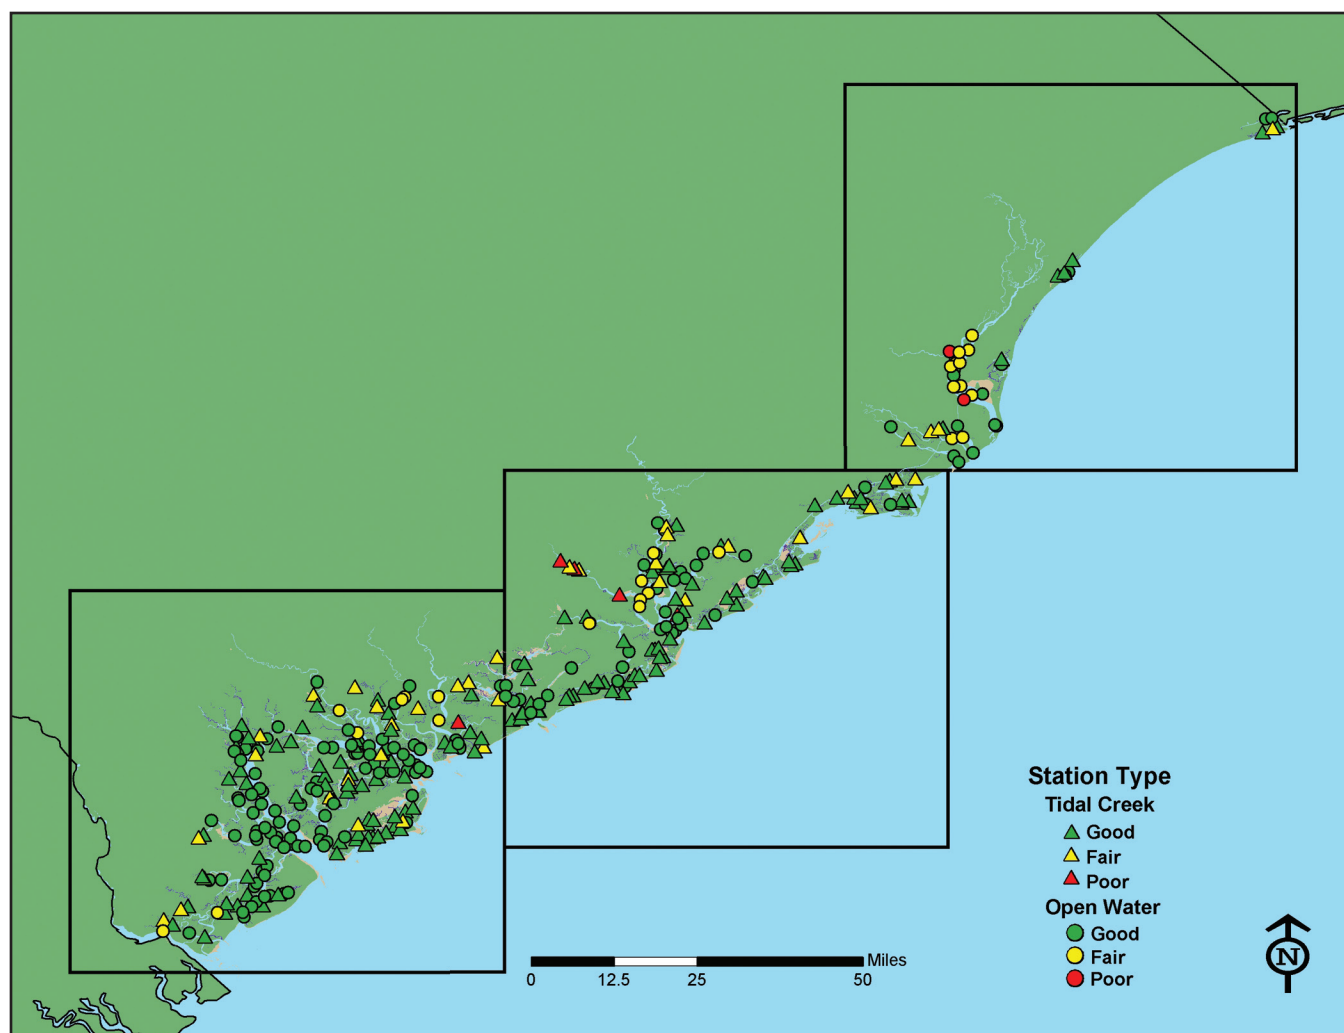 Station Type
Tidal Creek
Good
Fair
Poor
Open Water
Good
Fair
Poor
Miles
0 12.5 25 50
N